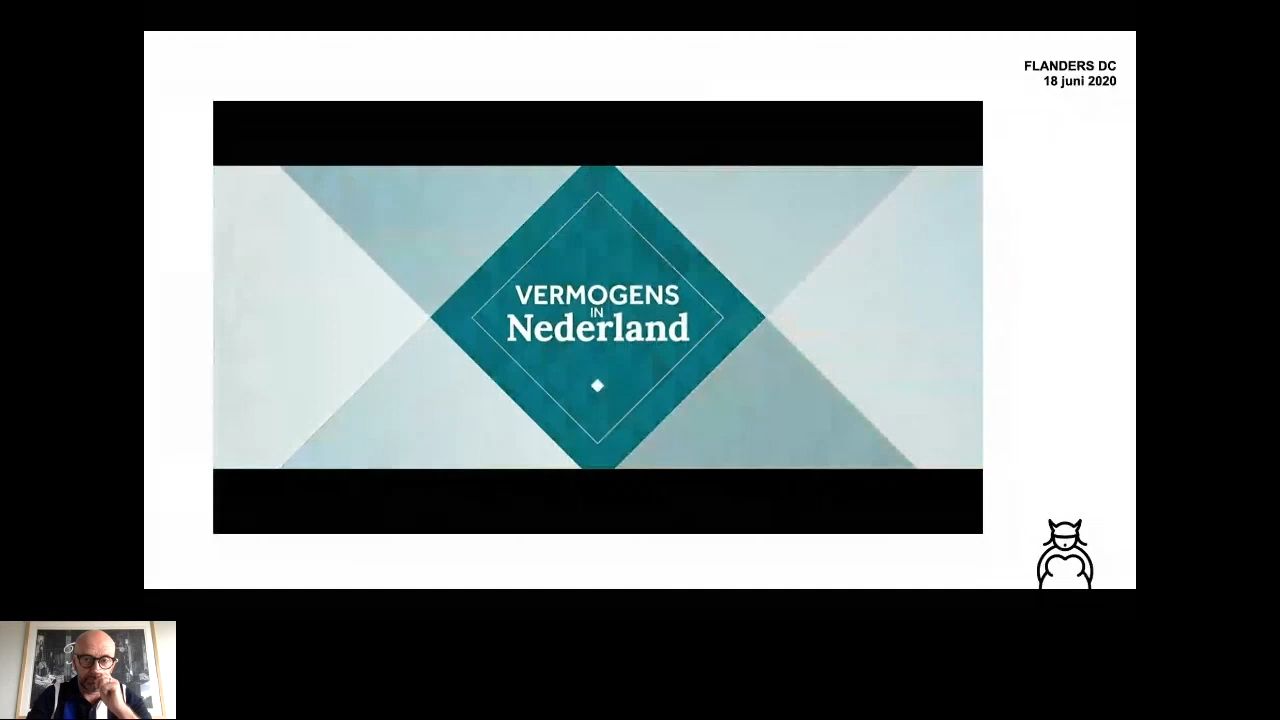 FLANDERS DC
18 juni 2020
VERMOGENS
IN
Nederland